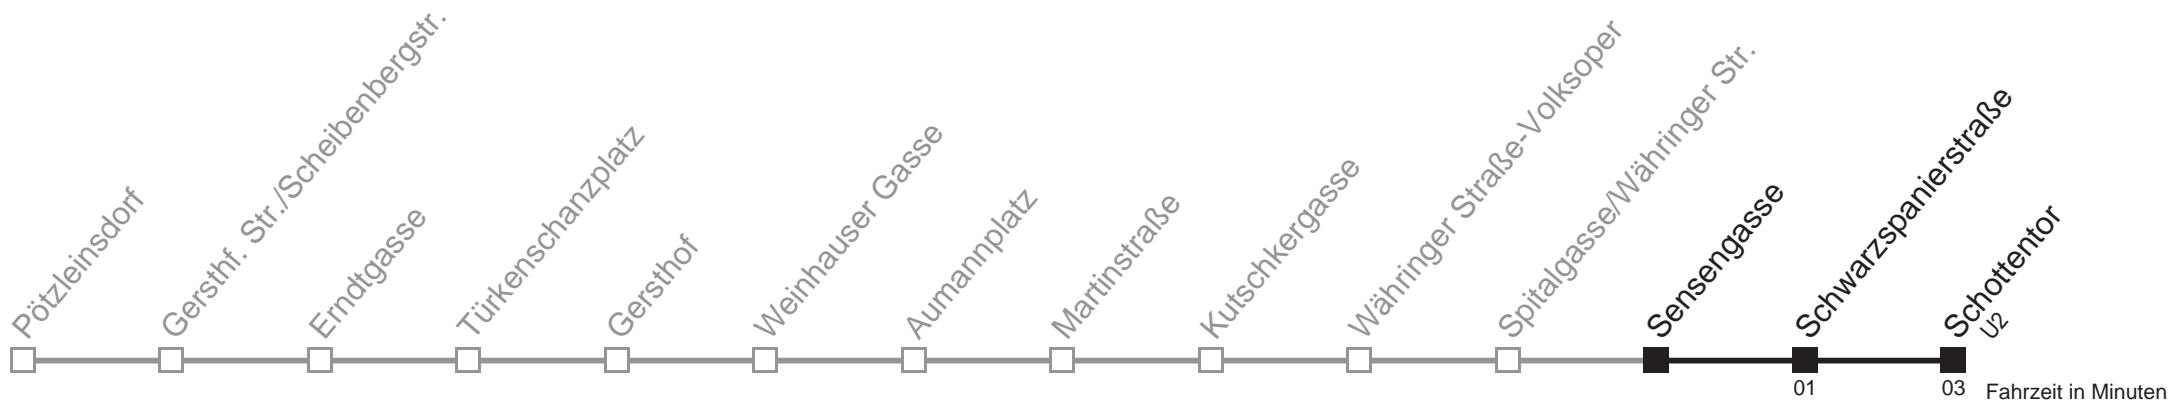 Pötzleinsdorf
Gersthf. Str./Scheibenbergstr.
Erndtgasse
Türkenschanzplatz
Gersthof
Weinhauser Gasse
Aumannplatz
Martinstraße
Kutschkergasse
Währinger Straße-Volksoper
Spitalgasse/Währinger Str.
Sensengasse
Schwarzspanierstraße
Schottentor
U2
01
03
Fahrzeit in Minuten